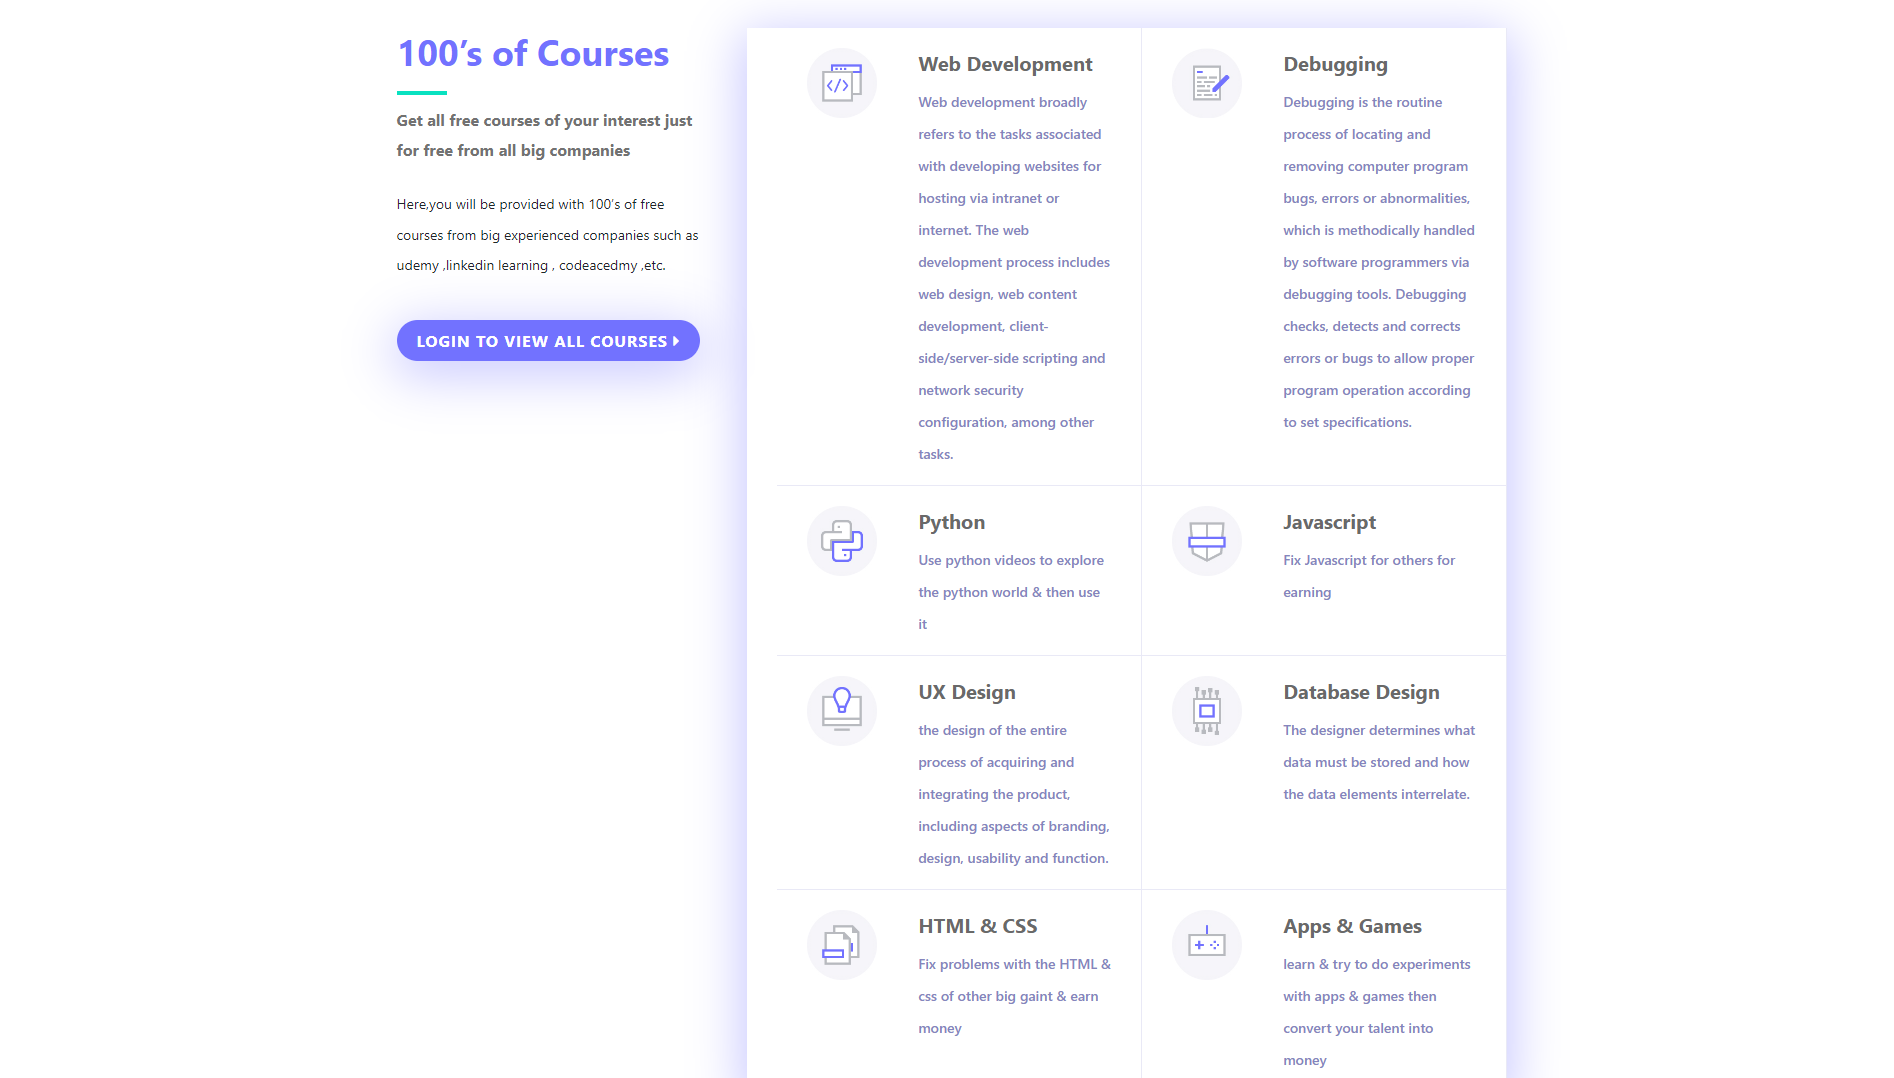 100’s of Courses
Get all free courses of your interest just
for free from all big companies
Here,you will be provided with 100’s of free
courses from big experienced companies such as
udemy ,linkedin learning , codeacedmy ,etc.
LOGIN TO VIEW ALL COURSES
Web Development
Web development broadly
refers to the tasks associated
with developing websites for
hosting via intranet or
internet. The web
development process includes
web design, web content
development, client-
side/server-side scripting and
network security
configuration, among other
tasks.
Debugging
Debugging is the routine
process of locating and
removing computer program
bugs, errors or abnormalities,
which is methodically handled
by software programmers via
debugging tools. Debugging
checks, detects and corrects
errors or bugs to allow proper
program operation according
to set specifications.
Python
Use python videos to explore
the python world & then use
it
Javascript
Fix Javascript for others for
earning
UX Design
the design of the entire
process of acquiring and
integrating the product,
including aspects of branding,
design, usability and function.
Database Design
The designer determines what
data must be stored and how
the data elements interrelate.
HTML & CSS
Fix problems with the HTML &
css of other big gaint & earn
money
Apps & Games
learn & try to do experiments
with apps & games then
convert your talent into
money